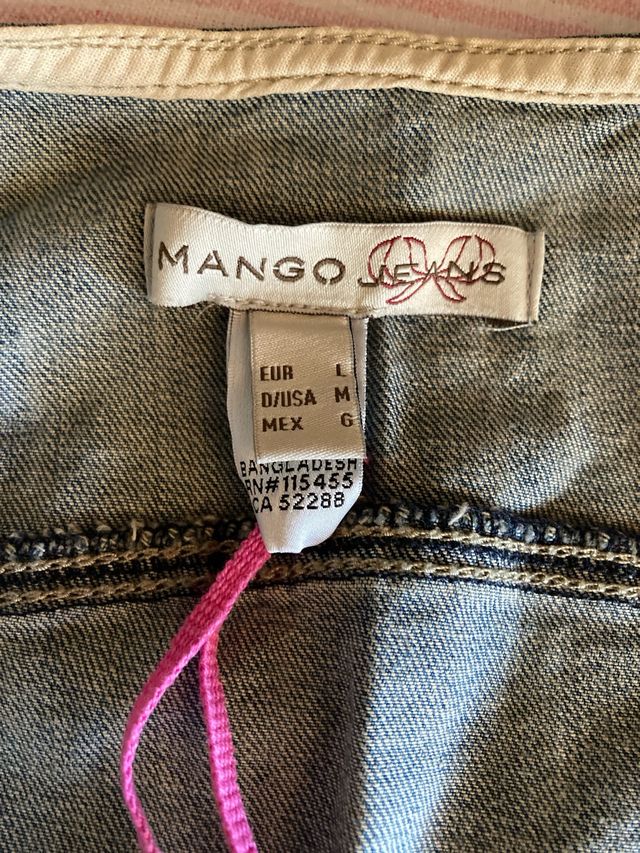 MANGO JEANS
EUR L
D/USA M
MEX G
BANGLADESH
RN#115455
CA 52288